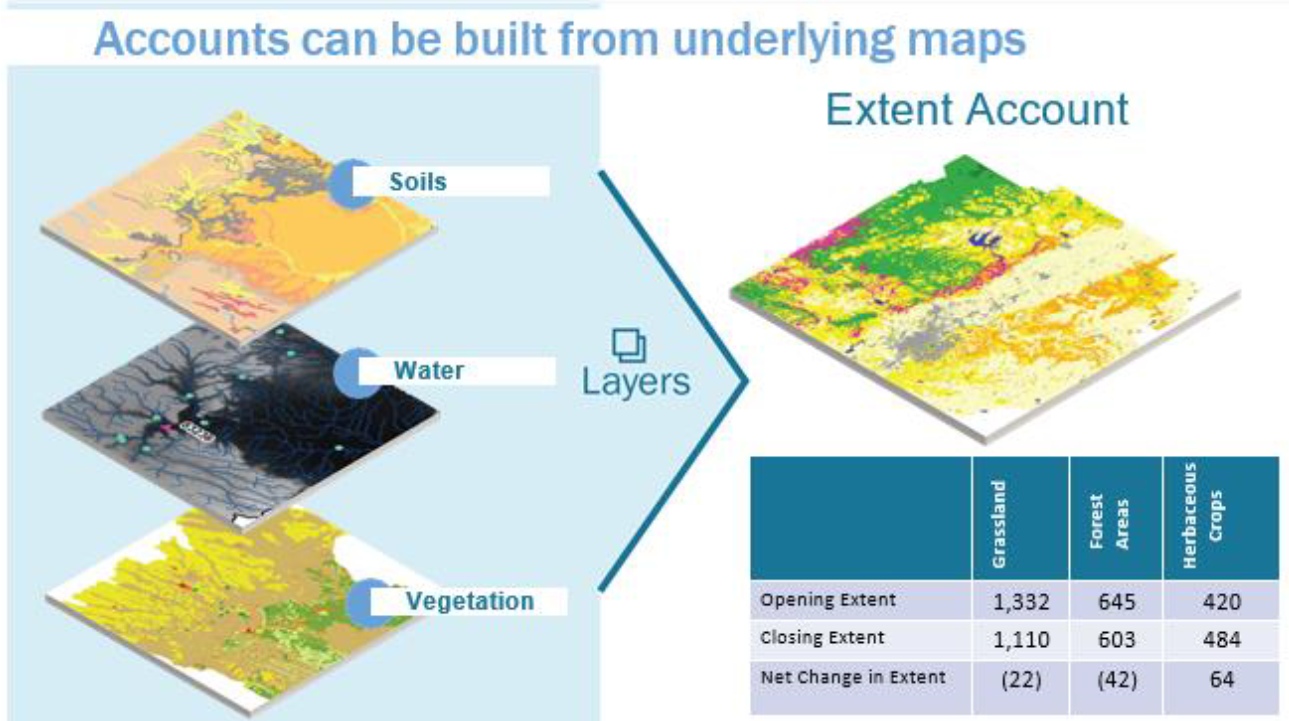 Accounts can be built from underlying maps
Soils
Water
Vegetation
Layers
Extent Account
Grassland
Forest
Areas
Herbaceous
Crops
Opening Extent 1,332 645 420
Closing Extent 1,110 603 484
Net Change in Extent (22) (42) 64